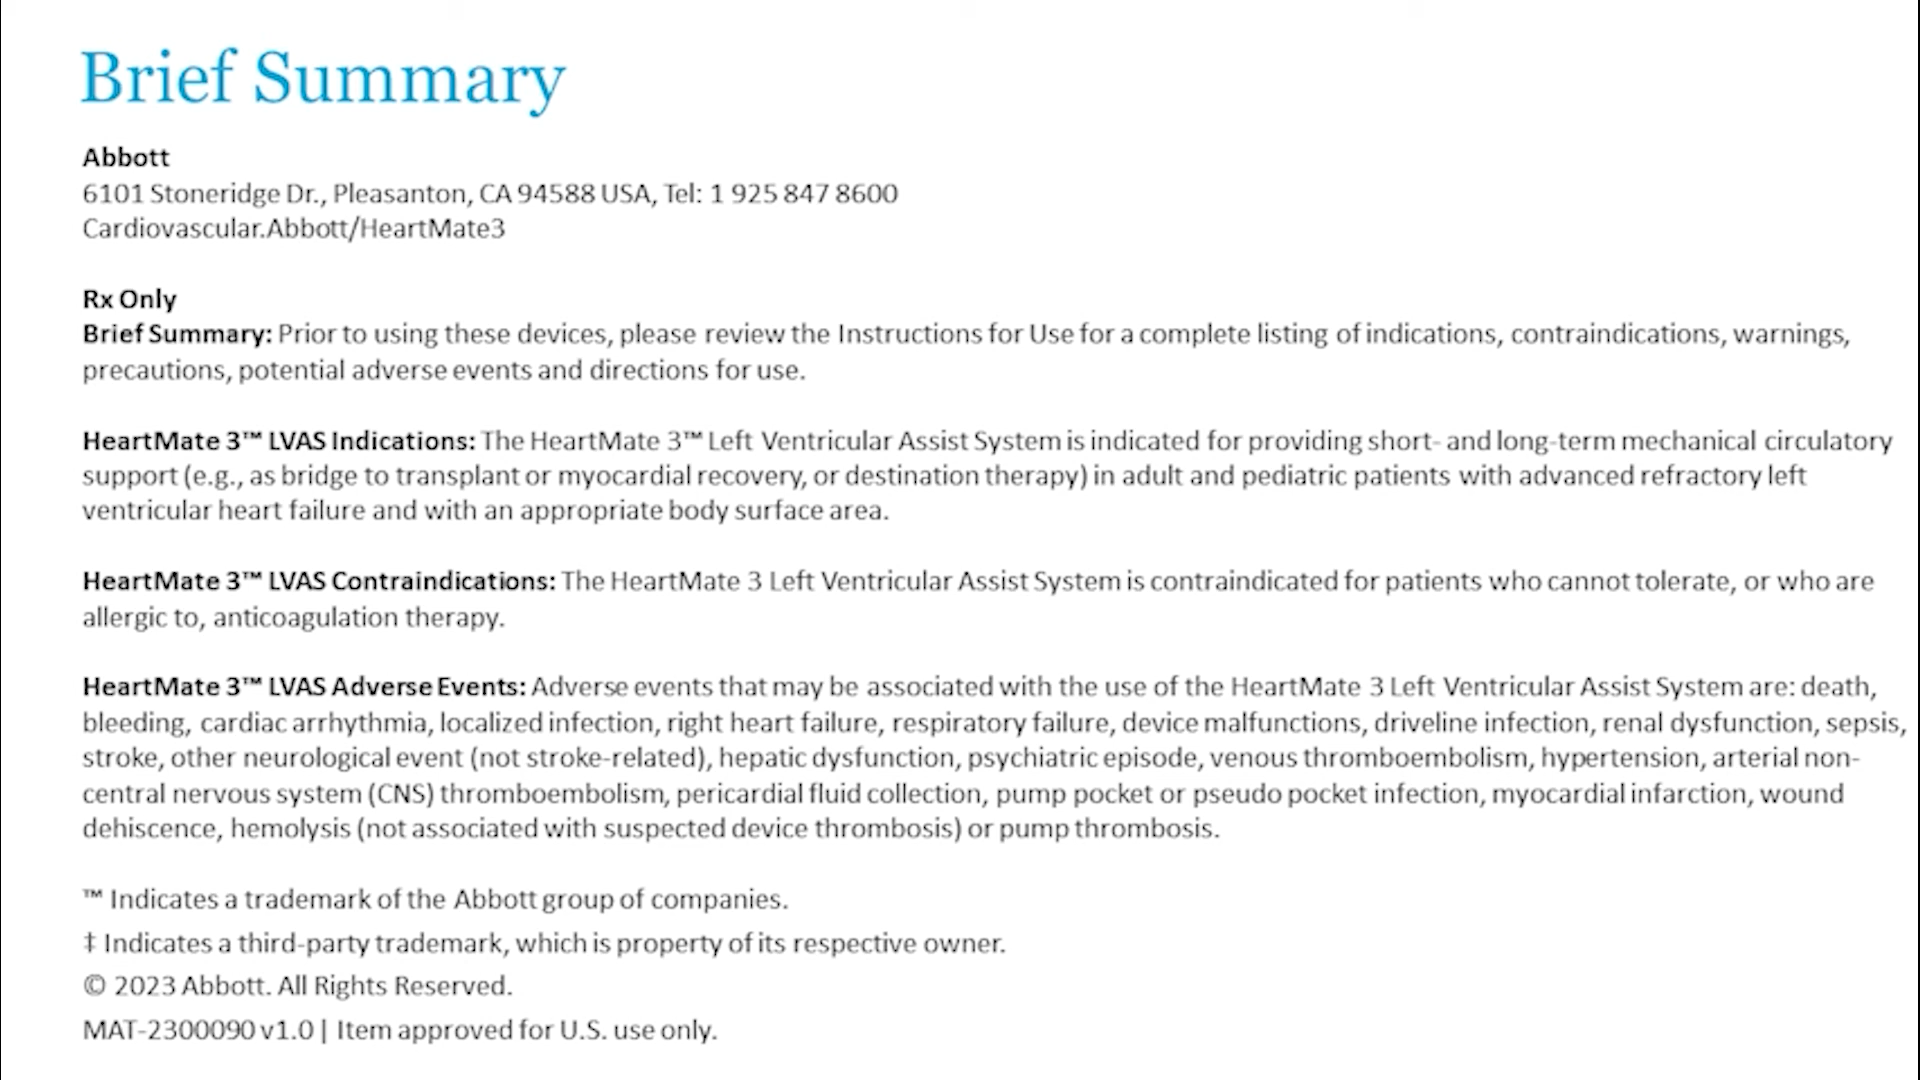 Brief Summary
Abbott
6101 Stoneridge Dr., Pleasanton, CA 94588 USA, Tel: 1 925 847 8600
Cardiovascular.Abbott/HeartMate3
Rx Only
Brief Summary: Prior to using these devices, please review the Instructions for Use for a complete listing of indications, contraindications, warnings,
precautions, potential adverse events and directions for use.
HeartMate 3™ LVAS Indications: The HeartMate 3™ Left Ventricular Assist System is indicated for providing short- and long-term mechanical circulatory
support (e.g., as bridge to transplant or myocardial recovery, or destination therapy) in adult and pediatric patients with advanced refractory left
ventricular heart failure and with an appropriate body surface area.
HeartMate 3™ LVAS Contraindications: The HeartMate 3 Left Ventricular Assist System is contraindicated for patients who cannot tolerate, or who are
allergic to, anticoagulation therapy.
HeartMate 3™ LVAS Adverse Events: Adverse events that may be associated with the use of the HeartMate 3 Left Ventricular Assist System are: death,
bleeding, cardiac arrhythmia, localized infection, right heart failure, respiratory failure, device malfunctions, driveline infection, renal dysfunction, sepsis,
stroke, other neurological event (not stroke-related), hepatic dysfunction, psychiatric episode, venous thromboembolism, hypertension, arterial non-
central nervous system (CNS) thromboembolism, pericardial fluid collection, pump pocket or pseudo pocket infection, myocardial infarction, wound
dehiscence, hemolysis (not associated with suspected device thrombosis) or pump thrombosis.
™ Indicates a trademark of the Abbott group of companies.
‡ Indicates a third-party trademark, which is property of its respective owner.
© 2023 Abbott. All Rights Reserved.
MAT-2300090 v1.0 | Item approved for U.S. use only.